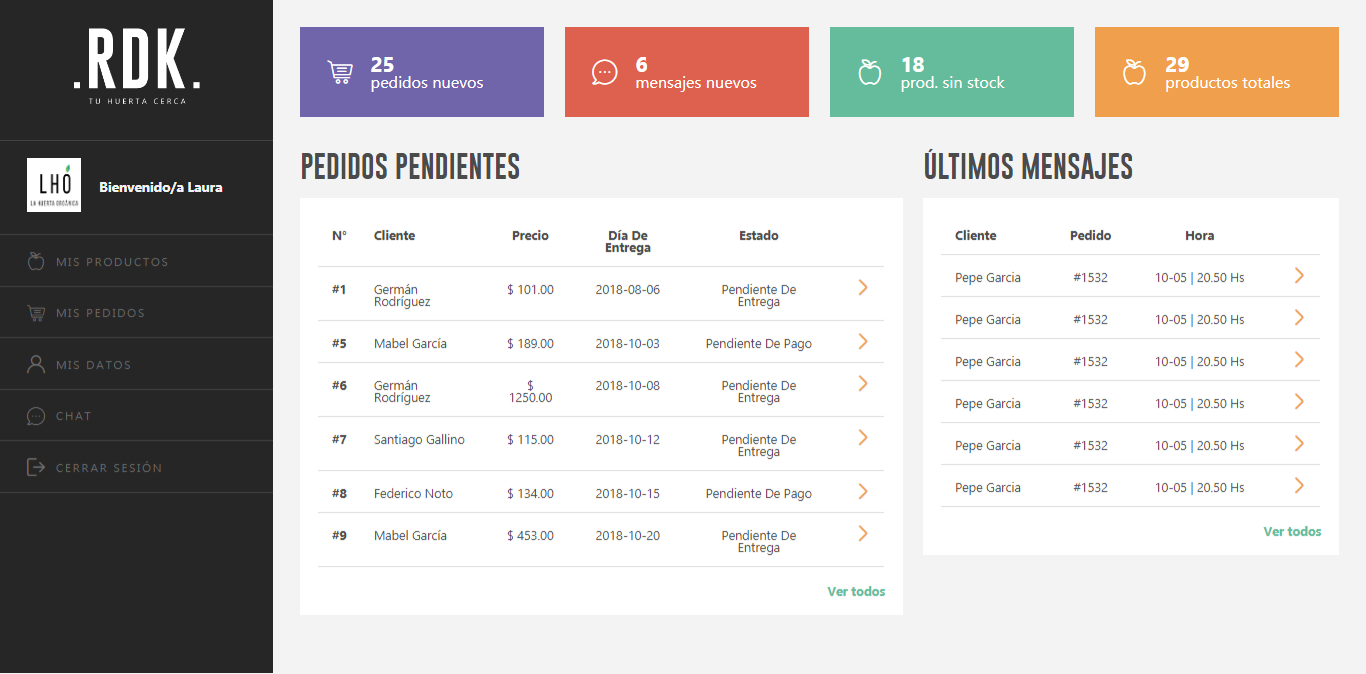 .RDK.
TU HUERTA CERCA
LHO
LA HUERTA ORGÁNICA
Bienvenido/a Laura
MIS PRODUCTOS
MIS PEDIDOS
MIS DATOS
CHAT
CERRAR SESIÓN
25
pedidos nuevos
6
mensajes nuevos
18
prod. sin stock
29
productos totales
PEDIDOS PENDIENTES
N° Cliente Precio Día De
Entrega Estado
#1 Germán
Rodríguez $ 101.00 2018-08-06 Pendiente De
Entrega
#5 Mabel García $ 189.00 2018-10-03 Pendiente De Pago
#6 Germán
Rodríguez $
1250.00 2018-10-08 Pendiente De
Entrega
#7 Santiago Gallino $ 115.00 2018-10-12 Pendiente De
Entrega
#8 Federico Noto $ 134.00 2018-10-15 Pendiente De Pago
#9 Mabel García $ 453.00 2018-10-20 Pendiente De
Entrega
Ver todos
ÚLTIMOS MENSAJES
Cliente Pedido Hora
Pepe Garcia #1532 10-05 | 20.50 Hs
Pepe Garcia #1532 10-05 | 20.50 Hs
Pepe Garcia #1532 10-05 | 20.50 Hs
Pepe Garcia #1532 10-05 | 20.50 Hs
Pepe Garcia #1532 10-05 | 20.50 Hs
Pepe Garcia #1532 10-05 | 20.50 Hs
Ver todos